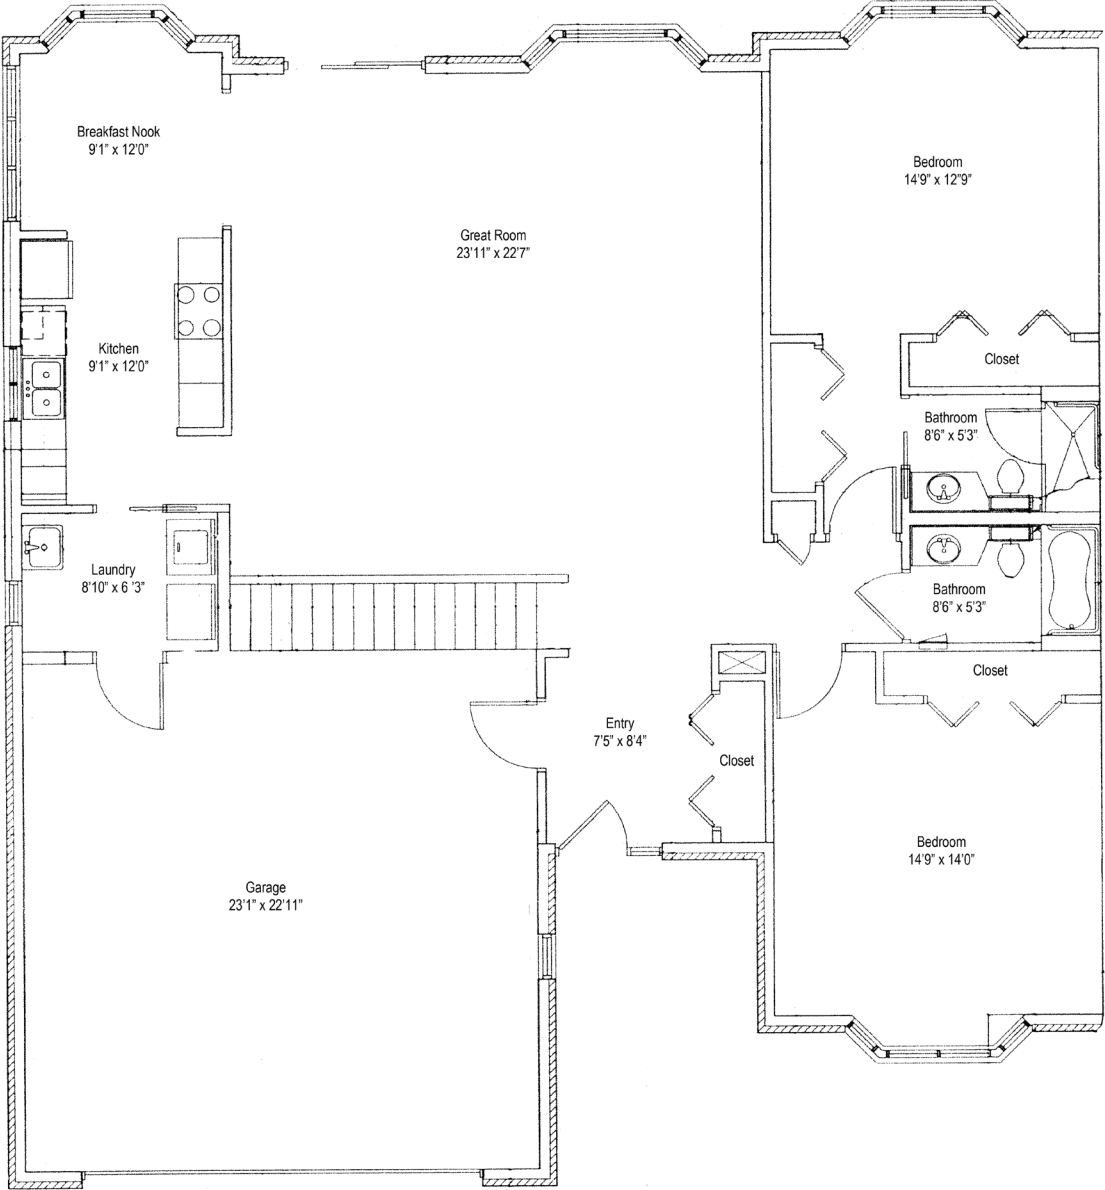 Breakfast Nook
9'1" x 12'0"
Bedroom
14'9" x 12"9"
Great Room
23'11" x 22'7"
Kitchen
9'1" x 12'0"
Closet
Bathroom
8'6" x 5'3"
Laundry
8'10" x 6 '3"
Bathroom
8'6" x 5'3"
Closet
Entry
7'5" x 8'4"
Closet
Bedroom
14'9" x 14'0"
Garage
23'1" x 22'11"